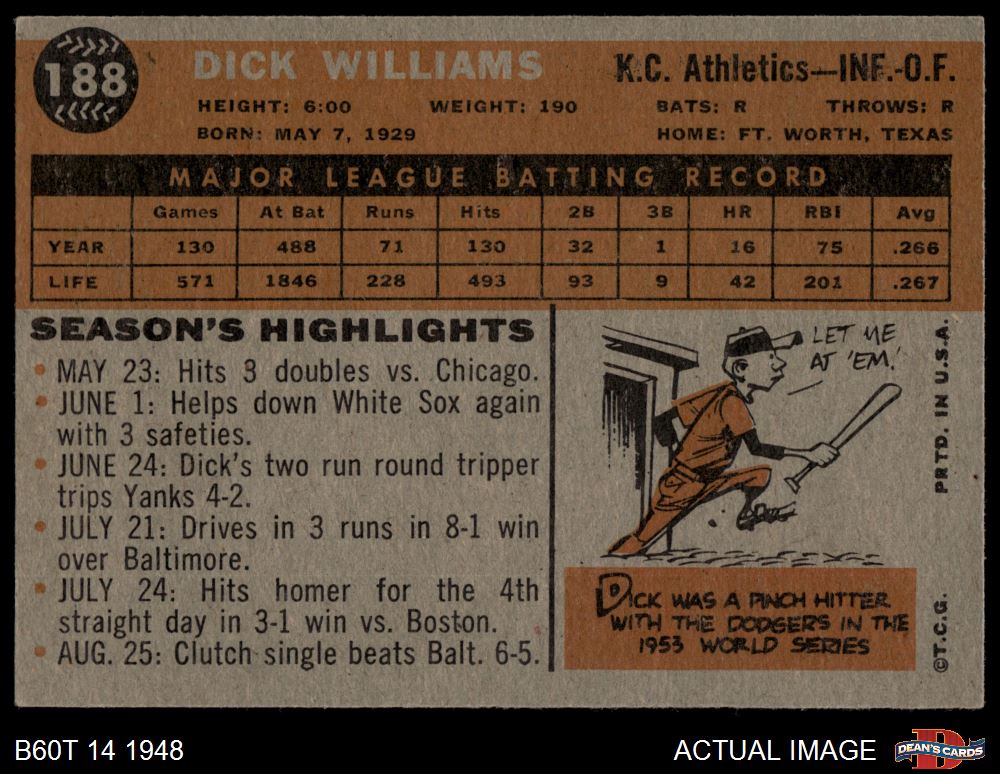 188
DICK WILLIAMS
K.C. Athletics—INF.-O.F.
HEIGHT: 6:00 WEIGHT: 190 BATS: R THROWS: R
BORN: MAY 7, 1929 HOME: FT. WORTH, TEXAS
MAJOR LEAGUE BATTING RECORD
Games At Bat Runs Hits 2B 3B HR RBI Avg
YEAR 130 488 71 130 32 1 16 75 .266
LIFE 571 1846 228 493 93 9 42 201 .267
SEASON'S HIGHLIGHTS
• MAY 23: Hits 3 doubles vs. Chicago.
• JUNE 1: Helps down White Sox again
with 3 safeties.
• JUNE 24: Dick's two run round tripper
trips Yanks 4-2.
• JULY 21: Drives in 3 runs in 8-1 win
over Baltimore.
• JULY 24: Hits homer for the 4th
straight day in 3-1 win vs. Boston.
• AUG. 25: Clutch single beats Balt. 6-5.
LET ME
AT 'EM!
DICK WAS A PINCH HITTER
WITH THE DODGERS IN THE
1953 WORLD SERIES
©T.C.G. PRTD. IN U.S.A.
B60T 14 1948
ACTUAL IMAGE
DEAN'S CARDS